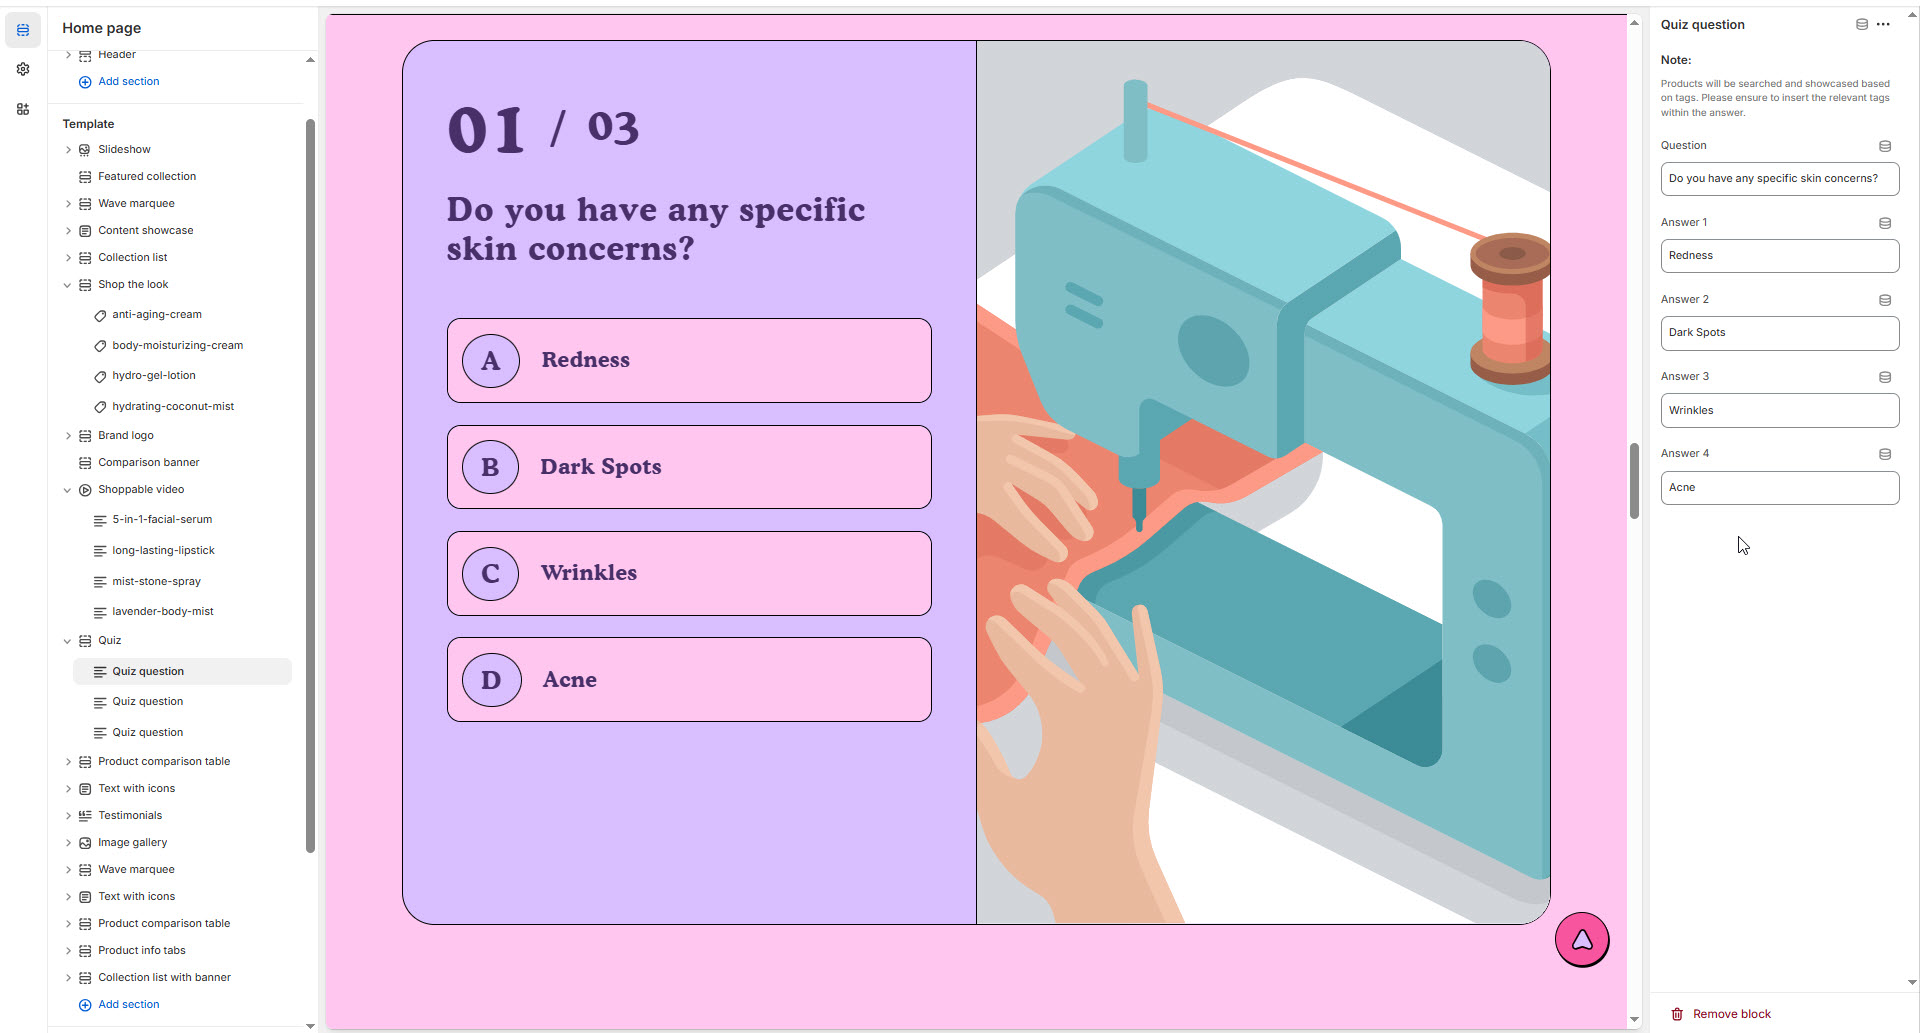 Home page
Header
Add section
Template
Slideshow
Featured collection
Wave marquee
Content showcase
Collection list
Shop the look
anti-aging-cream
body-moisturizing-cream
hydro-gel-lotion
hydrating-coconut-mist
Brand logo
Comparison banner
Shoppable video
5-in-1-facial-serum
long-lasting-lipstick
mist-stone-spray
lavender-body-mist
Quiz
Quiz question
Quiz question
Quiz question
Product comparison table
Text with icons
Testimonials
Image gallery
Wave marquee
Text with icons
Product comparison table
Product info tabs
Collection list with banner
Add section
01 / 03
Do you have any specific
skin concerns?
A Redness
B Dark Spots
C Wrinkles
D Acne
Quiz question
Note:
Products will be searched and showcased based
on tags. Please ensure to insert the relevant tags
within the answer.
Question
Do you have any specific skin concerns?
Answer 1
Redness
Answer 2
Dark Spots
Answer 3
Wrinkles
Answer 4
Acne
Remove block